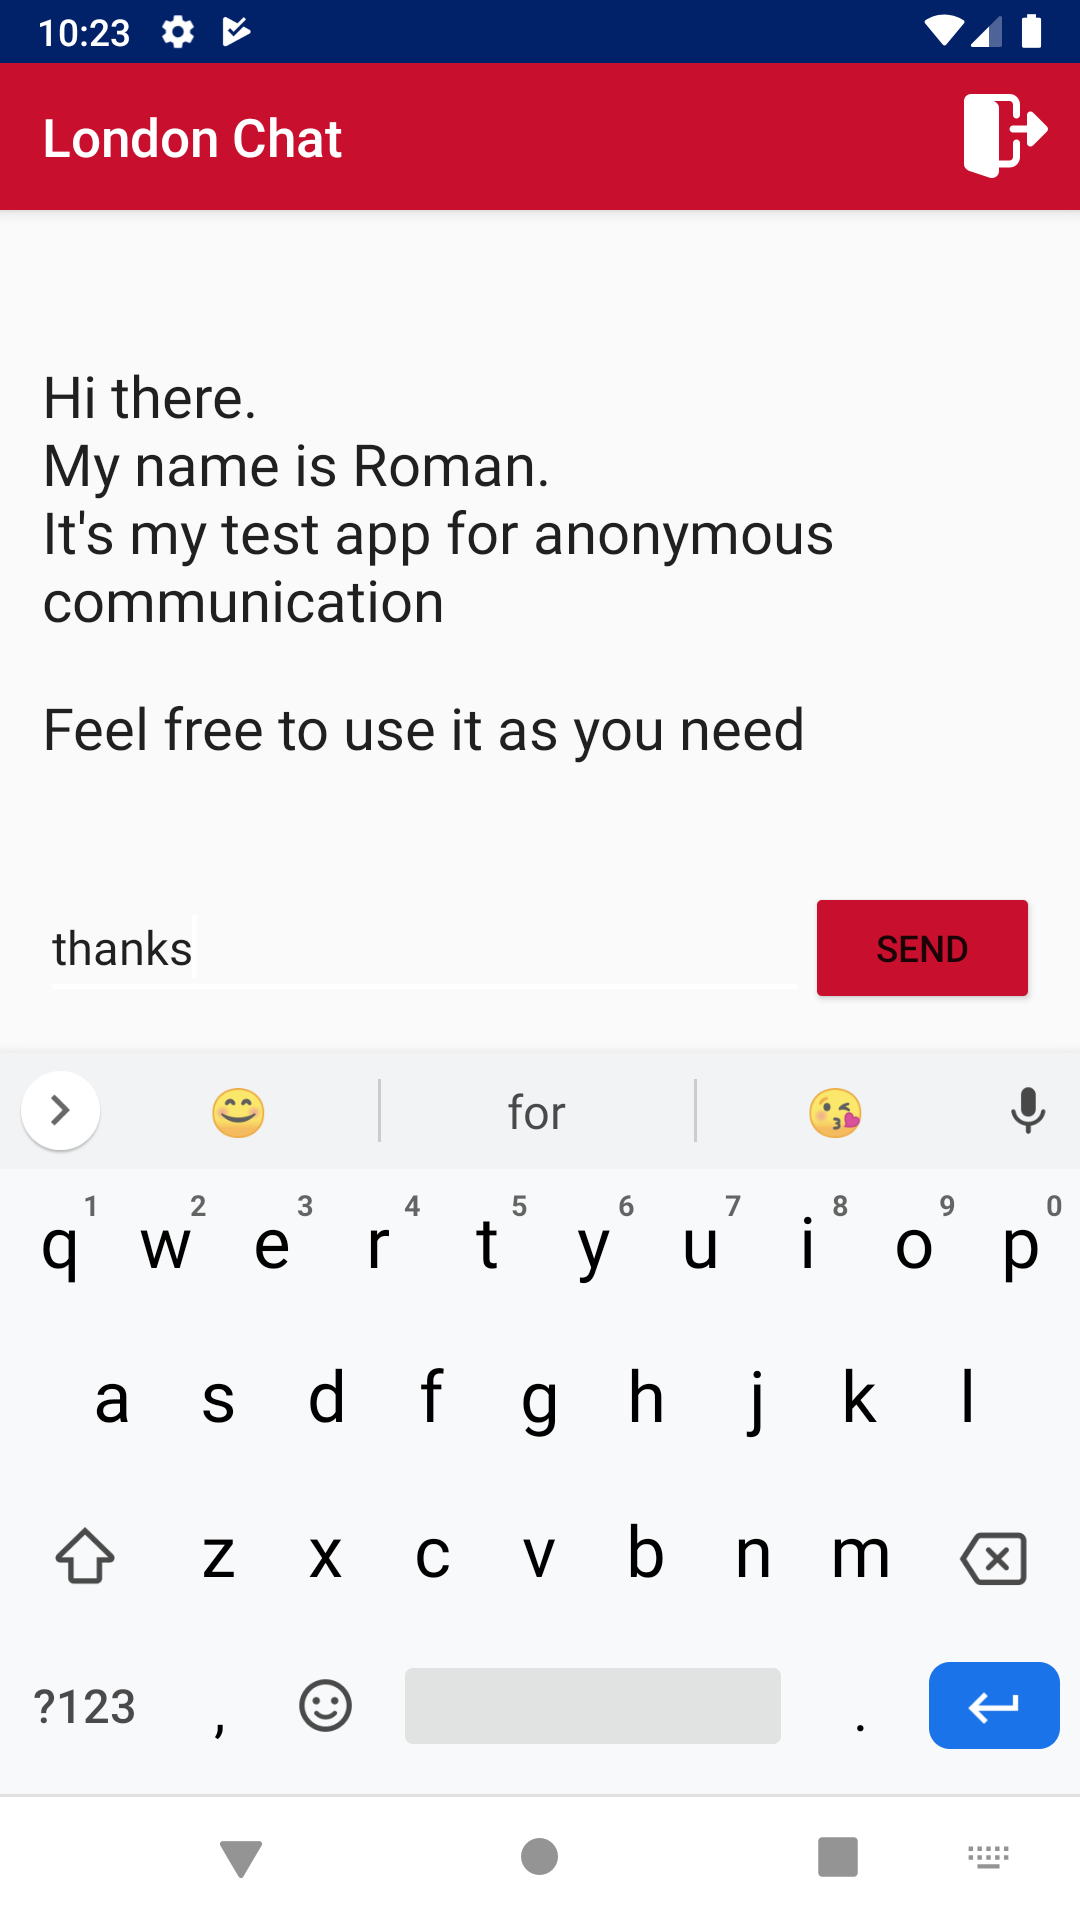 10:23
London Chat
Hi there.
My name is Roman.
It's my test app for anonymous
communication
Feel free to use it as you need
thanks
SEND
for
1 2 3 4 5 6 7 8 9 0
q w e r t y u i o p
a s d f g h j k l
z x c v b n m
?123 , .